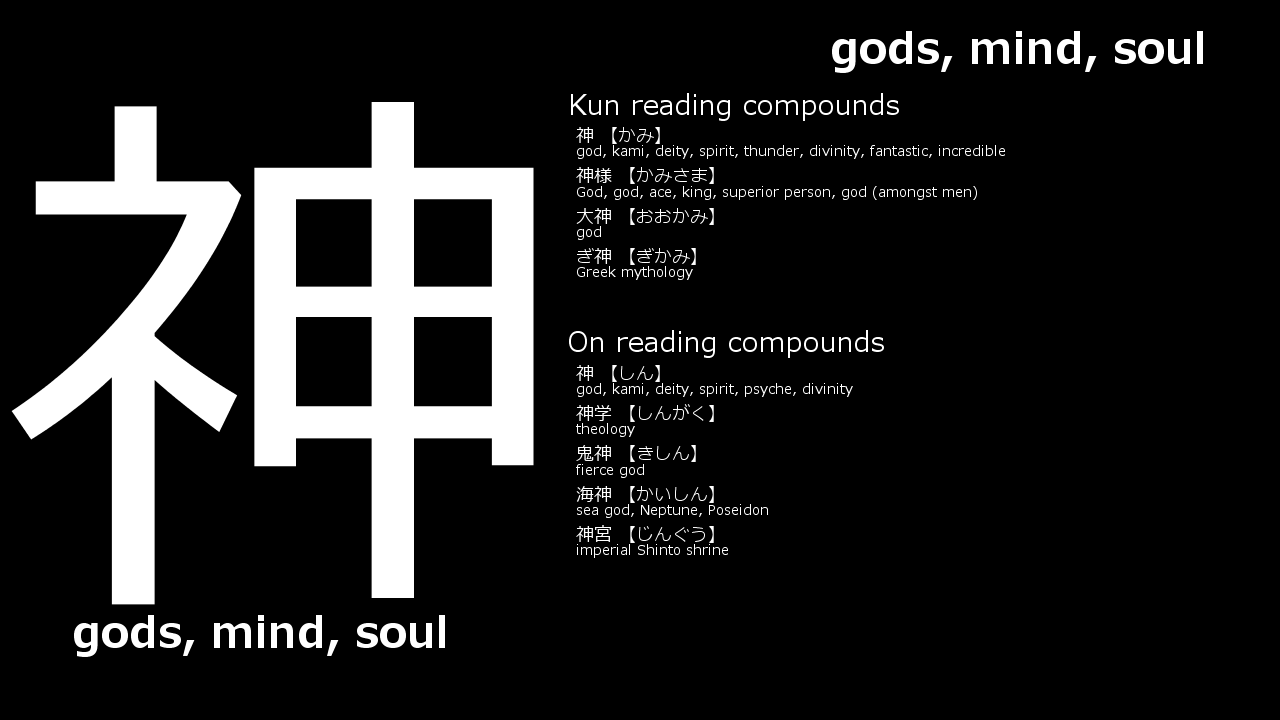 神
gods, mind, soul
gods, mind, soul
Kun reading compounds
神 【かみ】
god, kami, deity, spirit, thunder, divinity, fantastic, incredible
神様 【かみさま】
God, god, ace, king, superior person, god (amongst men)
大神 【おおかみ】
god
ぎ神 【ぎかみ】
Greek mythology
On reading compounds
神 【しん】
god, kami, deity, spirit, psyche, divinity
神学 【しんがく】
theology
鬼神 【きしん】
fierce god
海神 【かいしん】
sea god, Neptune, Poseidon
神宮 【じんぐう】
imperial Shinto shrine